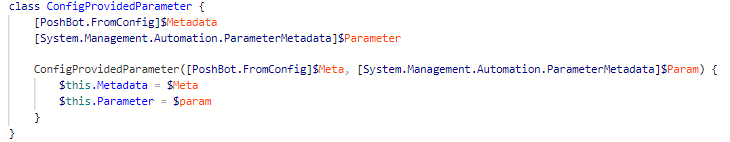 class ConfigProvidedParameter {
    [PoshBot.FromConfig]$Metadata
    [System.Management.Automation.ParameterMetadata]$Parameter

    ConfigProvidedParameter([PoshBot.FromConfig]$Meta, [System.Management.Automation.ParameterMetadata]$Param) {
        $this.Metadata = $Meta
        $this.Parameter = $param
    }
}